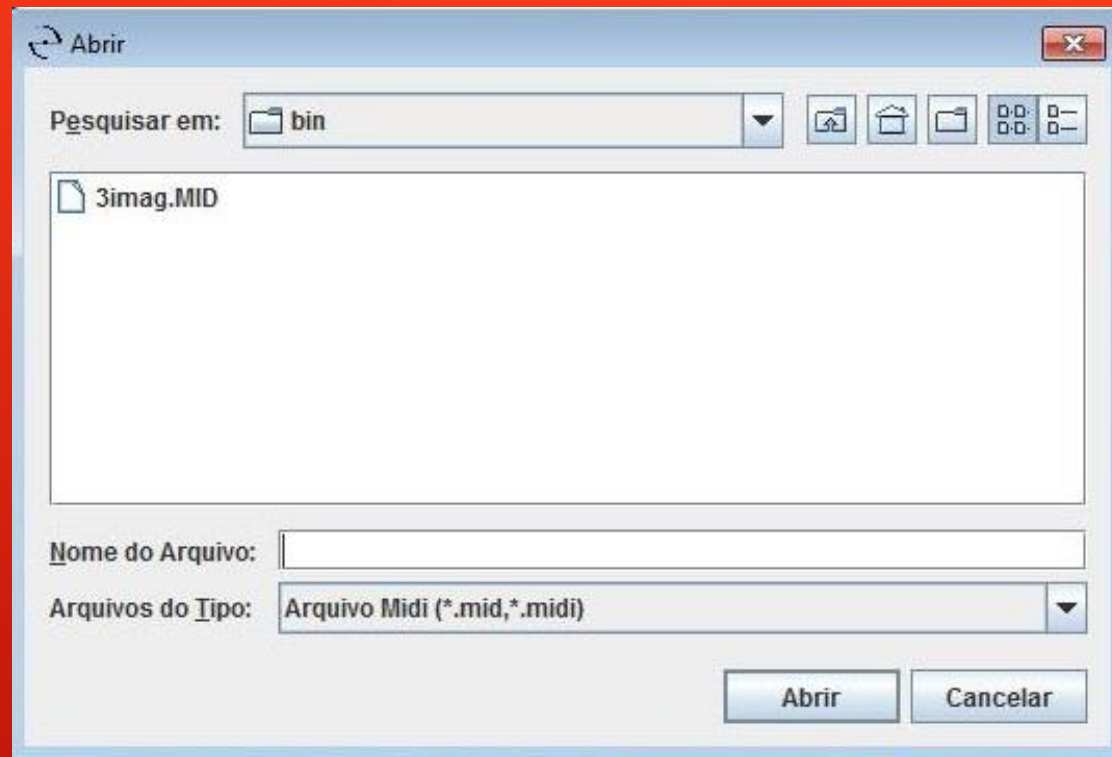 Abrir
Pesquisar em: bin
3imag.MID
Nome do Arquivo:
Arquivos do Tipo: Arquivo Midi (*.mid,*.midi)
Abrir Cancelar